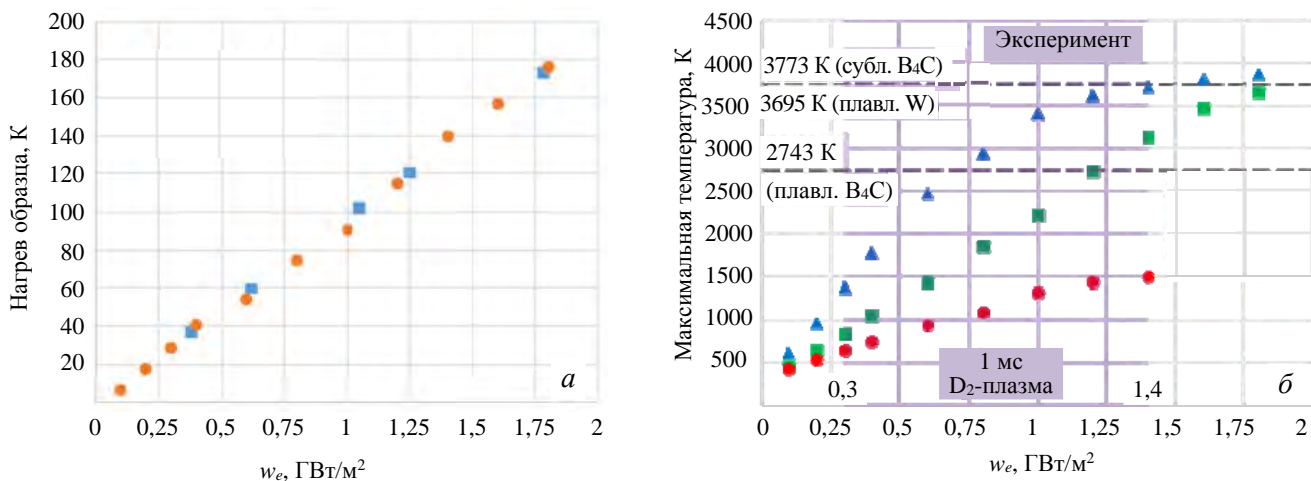 200
180
160
140
120
100
80
60
40
20
Нагрев образца, К
а
0 0,25 0,5 0,75 1 1,25 1,5 1,75 2
wₑ, ГВт/м²
4500
4000
3500
3000
2500
2000
1500
1000
500
Максимальная температура, К
Эксперимент
3773 К (субл. B₄C)
3695 К (плавл. W)
2743 К
(плавл. B₄C)
1 мс
D₂-плазма
0,3
1,4
б
0 0,25 0,5 0,75 1 1,25 1,5 1,75 2
wₑ, ГВт/м²